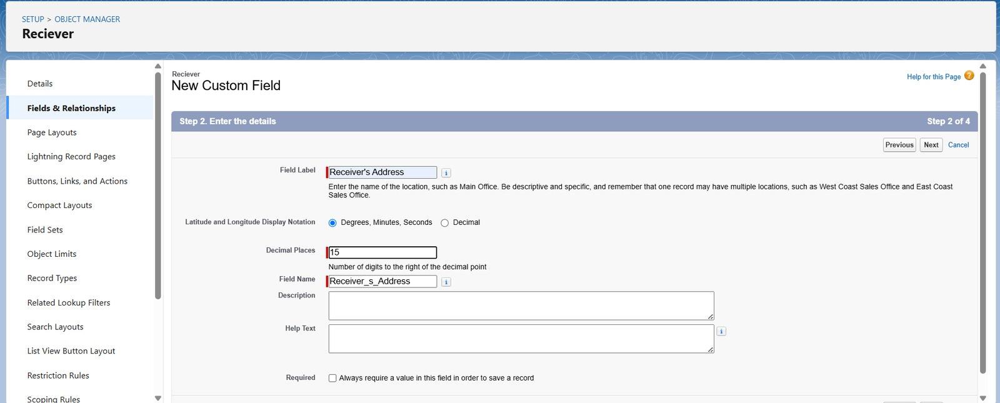 SETUP > OBJECT MANAGER
Reciever
Details
Fields & Relationships
Page Layouts
Lightning Record Pages
Buttons, Links, and Actions
Compact Layouts
Field Sets
Object Limits
Record Types
Related Lookup Filters
Search Layouts
List View Button Layout
Restriction Rules
Scoping Rules
Reciever
New Custom Field
Help for this Page ?
Step 2. Enter the details Step 2 of 4
Previous Next Cancel
Field Label Receiver's Address i
Enter the name of the location, such as Main Office. Be descriptive and specific, and remember that one record may have multiple locations, such as West Coast Sales Office and East Coast
Sales Office.
Latitude and Longitude Display Notation Degrees, Minutes, Seconds Decimal
Decimal Places 15
Number of digits to the right of the decimal point
Field Name Receiver_s_Address i
Description
Help Text i
Required Always require a value in this field in order to save a record